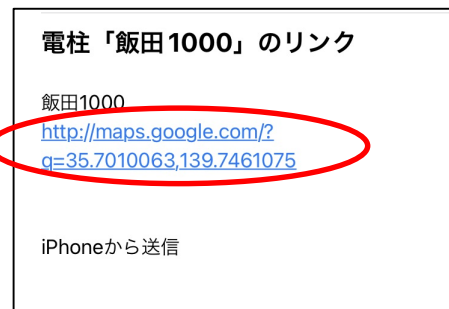 電柱「飯田1000」のリンク
飯田1000
http://maps.google.com/?
q=35.7010063,139.7461075
iPhoneから送信